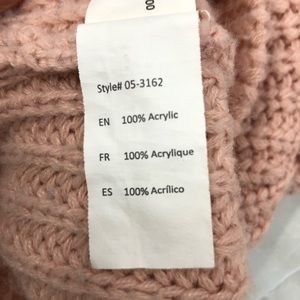 Style# 05-3162
EN 100% Acrylic
FR 100% Acrylique
ES 100% Acrílico